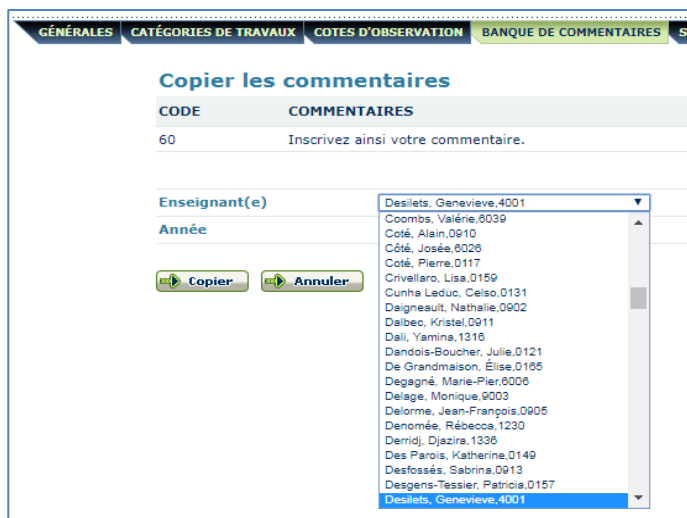 GÉNÉRALES CATÉGORIES DE TRAVAUX COTES D'OBSERVATION BANQUE DE COMMENTAIRES S
Copier les commentaires
CODE COMMENTAIRES
60 Inscrivez ainsi votre commentaire.
Enseignant(e) Desilets, Genevieve,4001
Coombs, Valérie,6039
Année
Coté, Alain,0910
Côté, Josée,6026
Coté, Pierre,0117
Crivellaro, Lisa,0159
Copier Annuler
Cunha Leduc, Celso,0131
Daigneault, Nathalie,0902
Dalbec, Kristel,0911
Dali, Yamina,1316
Dandois-Boucher, Julie,0121
De Grandmaison, Élise,0165
Degagné, Marie-Pier,6006
Delage, Monique,9003
Delorme, Jean-François,0905
Denomée, Rébecca,1230
Derridj, Djazira,1336
Des Parois, Katherine,0149
Desfossés, Sabrina,0913
Desgens-Tessier, Patricia,0157
Desilets, Genevieve,4001